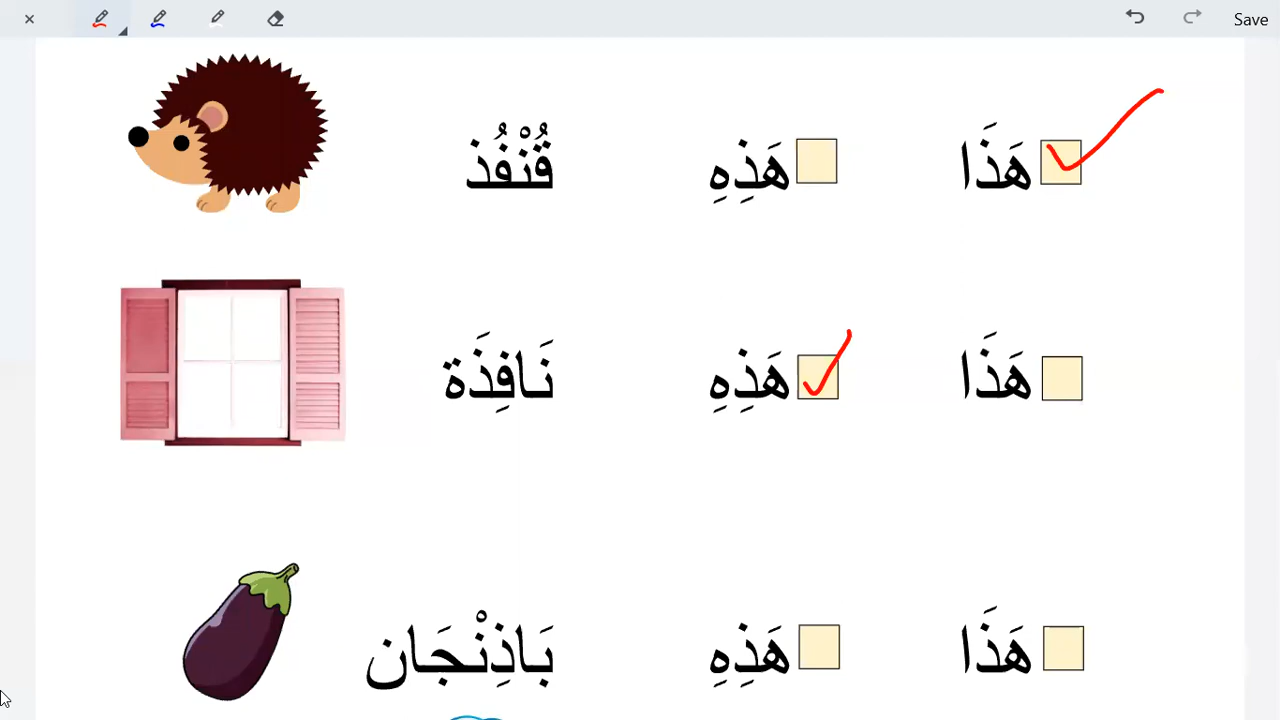 Save
هَذَا هَذِهِ قُنْفُذ
هَذَا هَذِهِ نَافِذَة
هَذَا هَذِهِ بَاذِنْجَان